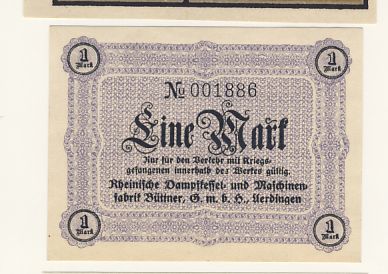 1 Mark
1 Mark
No 001886
Eine Mark
Nur für den Verkehr mit Kriegs-
gefangenen innerhalb des Werkes gültig.
Rheinische Dampfkessel- und Maschinen-
fabrik Büttner, G. m. b. H., Uerdingen
1 Mark
1 Mark